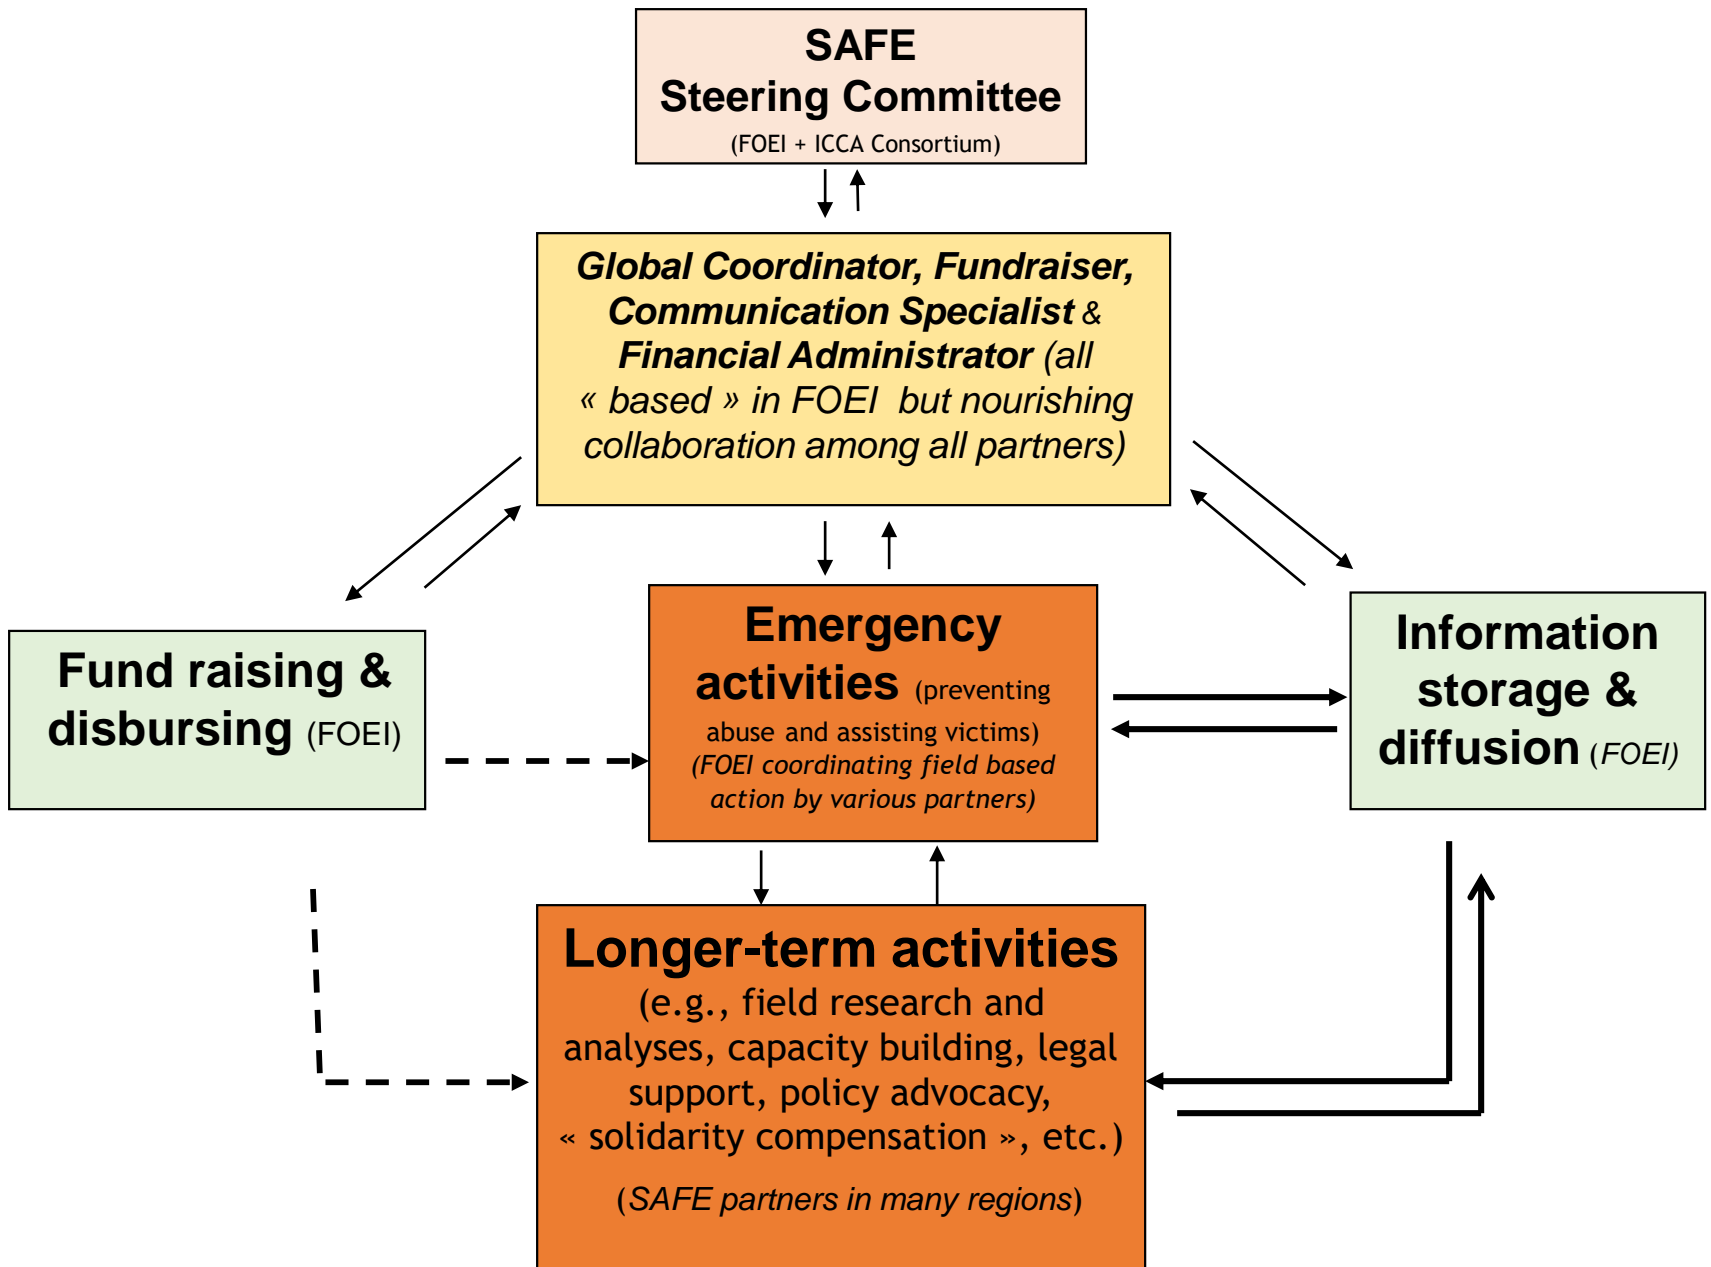 SAFE
Steering Committee
(FOEI + ICCA Consortium)
Global Coordinator, Fundraiser,
Communication Specialist &
Financial Administrator (all
« based » in FOEI but nourishing
collaboration among all partners)
Fund raising &
disbursing (FOEI)
Emergency
activities (preventing
abuse and assisting victims)
(FOEI coordinating field based
action by various partners)
Information
storage &
diffusion (FOEI)
Longer-term activities
(e.g., field research and
analyses, capacity building, legal
support, policy advocacy,
« solidarity compensation », etc.)
(SAFE partners in many regions)